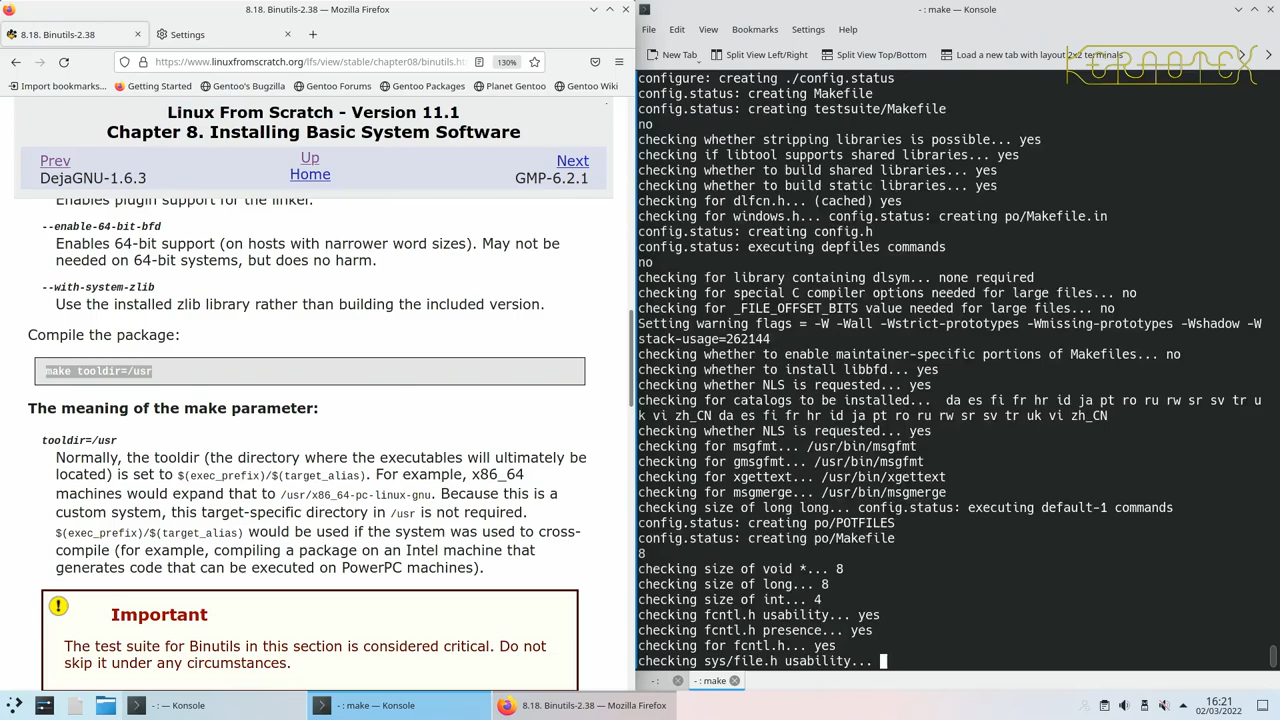 8.18. Binutils-2.38 — Mozilla Firefox
8.18. Binutils-2.38
Settings
https://www.linuxfromscratch.org/lfs/view/stable/chapter08/binutils.ht
130%
Import bookmarks...
Getting Started
Gentoo's Bugzilla
Gentoo Forums
Gentoo Packages
Planet Gentoo
Gentoo Wiki
Linux From Scratch - Version 11.1
Chapter 8. Installing Basic System Software
Prev
Up
Next
DejaGNU-1.6.3
Home
GMP-6.2.1
Enables plugin support for the linker.
--enable-64-bit-bfd
Enables 64-bit support (on hosts with narrower word sizes). May not be
needed on 64-bit systems, but does no harm.
--with-system-zlib
Use the installed zlib library rather than building the included version.
Compile the package:
make tooldir=/usr
The meaning of the make parameter:
tooldir=/usr
Normally, the tooldir (the directory where the executables will ultimately be
located) is set to $(exec_prefix)/$(target_alias). For example, x86_64
machines would expand that to /usr/x86_64-pc-linux-gnu. Because this is a
custom system, this target-specific directory in /usr is not required.
$(exec_prefix)/$(target_alias) would be used if the system was used to cross-
compile (for example, compiling a package on an Intel machine that
generates code that can be executed on PowerPC machines).
Important
The test suite for Binutils in this section is considered critical. Do not
skip it under any circumstances.
- : make — Konsole
File
Edit
View
Bookmarks
Settings
Help
New Tab
Split View Left/Right
Split View Top/Bottom
Load a new tab with layout 2x2 terminals
KERNOTEX
configure: creating ./config.status
config.status: creating Makefile
config.status: creating testsuite/Makefile
no
checking whether stripping libraries is possible... yes
checking if libtool supports shared libraries... yes
checking whether to build shared libraries... yes
checking whether to build static libraries... yes
checking for dlfcn.h... (cached) yes
checking for windows.h... config.status: creating po/Makefile.in
config.status: creating config.h
config.status: executing depfiles commands
no
checking for library containing dlsym... none required
checking for special C compiler options needed for large files... no
checking for _FILE_OFFSET_BITS value needed for large files... no
Setting warning flags = -W -Wall -Wstrict-prototypes -Wmissing-prototypes -Wshadow -W
stack-usage=262144
checking whether to enable maintainer-specific portions of Makefiles... no
checking whether to install libbfd... yes
checking whether NLS is requested... yes
checking for catalogs to be installed...  da es fi fr hr id ja pt ro ru rw sr sv tr u
k vi zh_CN da es fi fr hr id ja pt ro ru rw sr sv tr uk vi zh_CN
checking whether NLS is requested... yes
checking for msgfmt... /usr/bin/msgfmt
checking for gmsgfmt... /usr/bin/msgfmt
checking for xgettext... /usr/bin/xgettext
checking for msgmerge... /usr/bin/msgmerge
checking size of long long... config.status: executing default-1 commands
config.status: creating po/POTFILES
config.status: creating po/Makefile
8
checking size of void *... 8
checking size of long... 8
checking size of int... 4
checking fcntl.h usability... yes
checking fcntl.h presence... yes
checking for fcntl.h... yes
checking sys/file.h usability...
- :
- : make
- : — Konsole
- : make — Konsole
8.18. Binutils-2.38 — Mozilla Firefox
16:21
02/03/2022